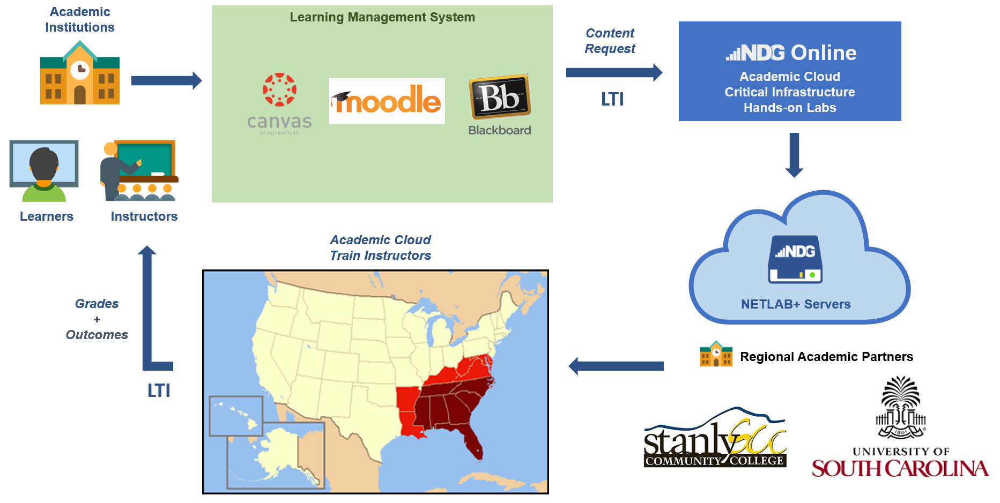 Academic
Institutions
Learning Management System
canvas
BY INSTRUCTURE
moodle
Bb
Blackboard
Content
Request
LTI
NDG Online
Academic Cloud
Critical Infrastructure
Hands-on Labs
Learners
Instructors
NDG
NETLAB+ Servers
Academic Cloud
Train Instructors
Grades
+
Outcomes
LTI
Regional Academic Partners
stanly scc
COMMUNITY COLLEGE
1801
UNIVERSITY OF
SOUTH CAROLINA